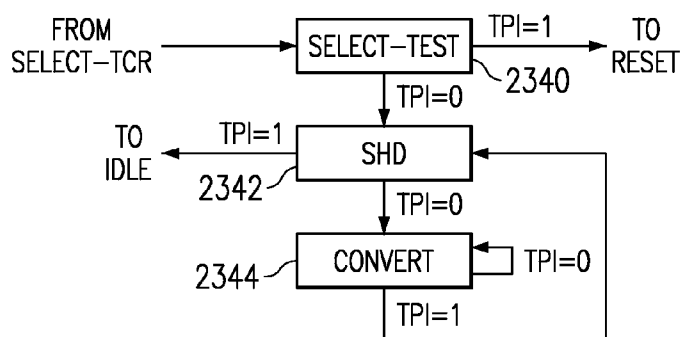 FROM
SELECT-TCR
SELECT-TEST
TPI=1
TO
RESET
2340
TPI=0
TO
IDLE
TPI=1
SHD
2342
TPI=0
CONVERT
TPI=0
2344
TPI=1